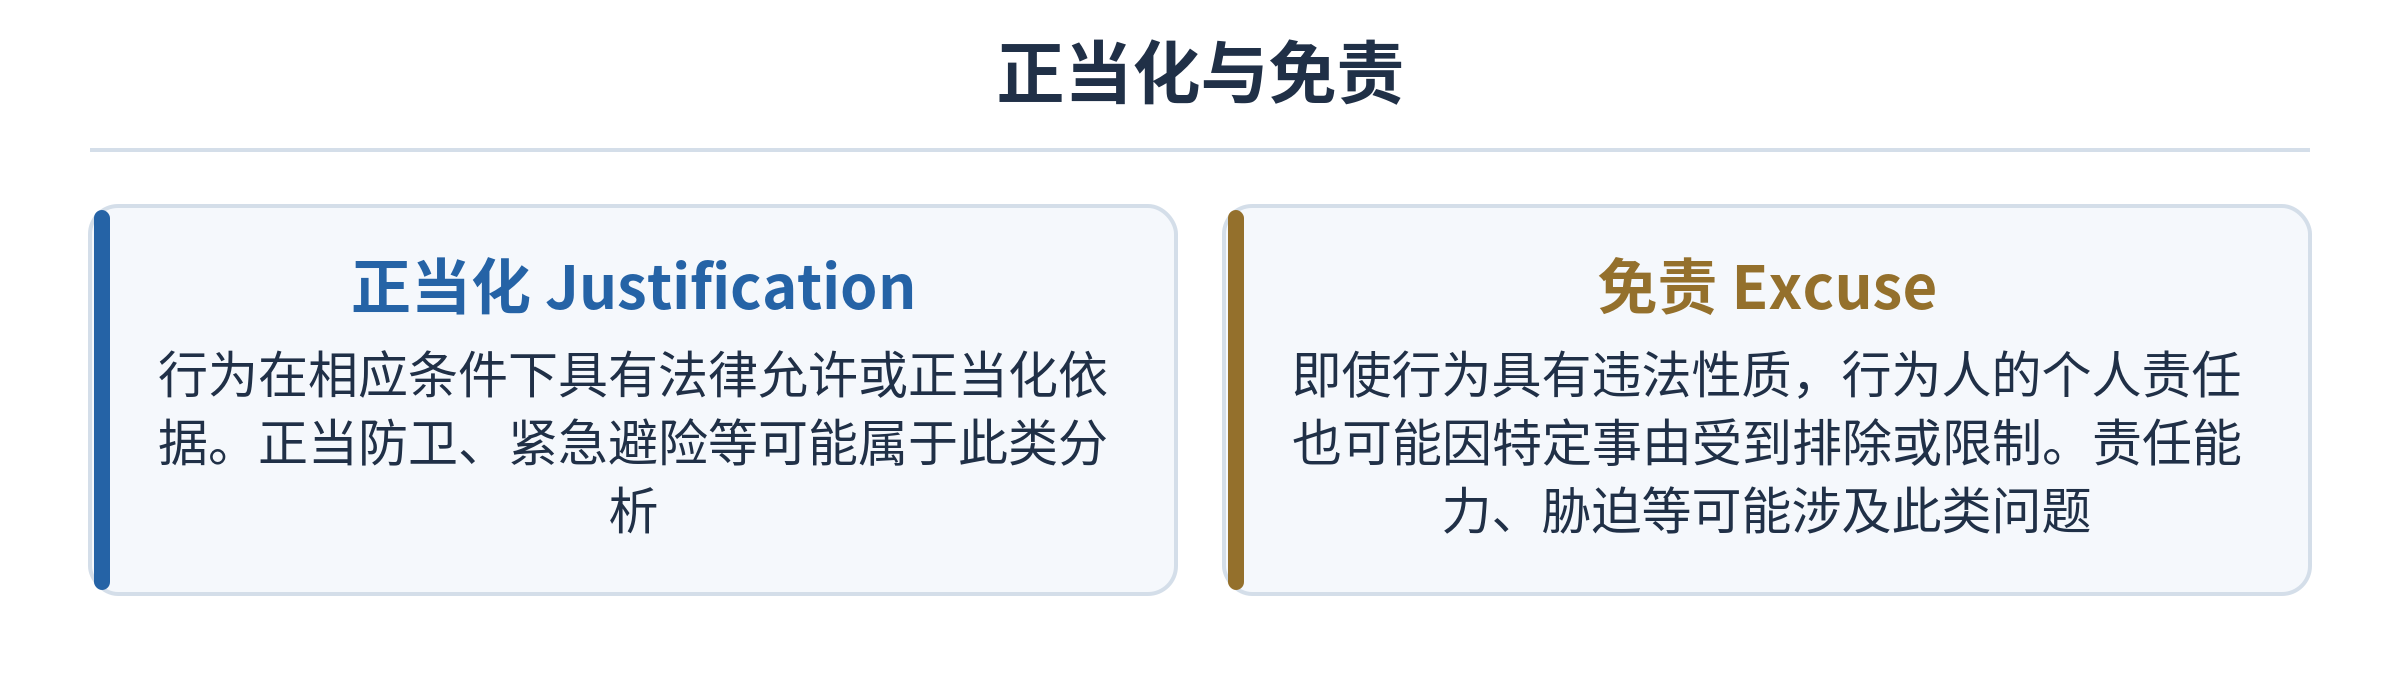 正当化与免责
正当化 Justification
行为在相应条件下具有法律允许或正当化依
据。正当防卫、紧急避险等可能属于此类分
析
免责 Excuse
即使行为具有违法性质，行为人的个人责任
也可能因特定事由受到排除或限制。责任能
力、胁迫等可能涉及此类问题